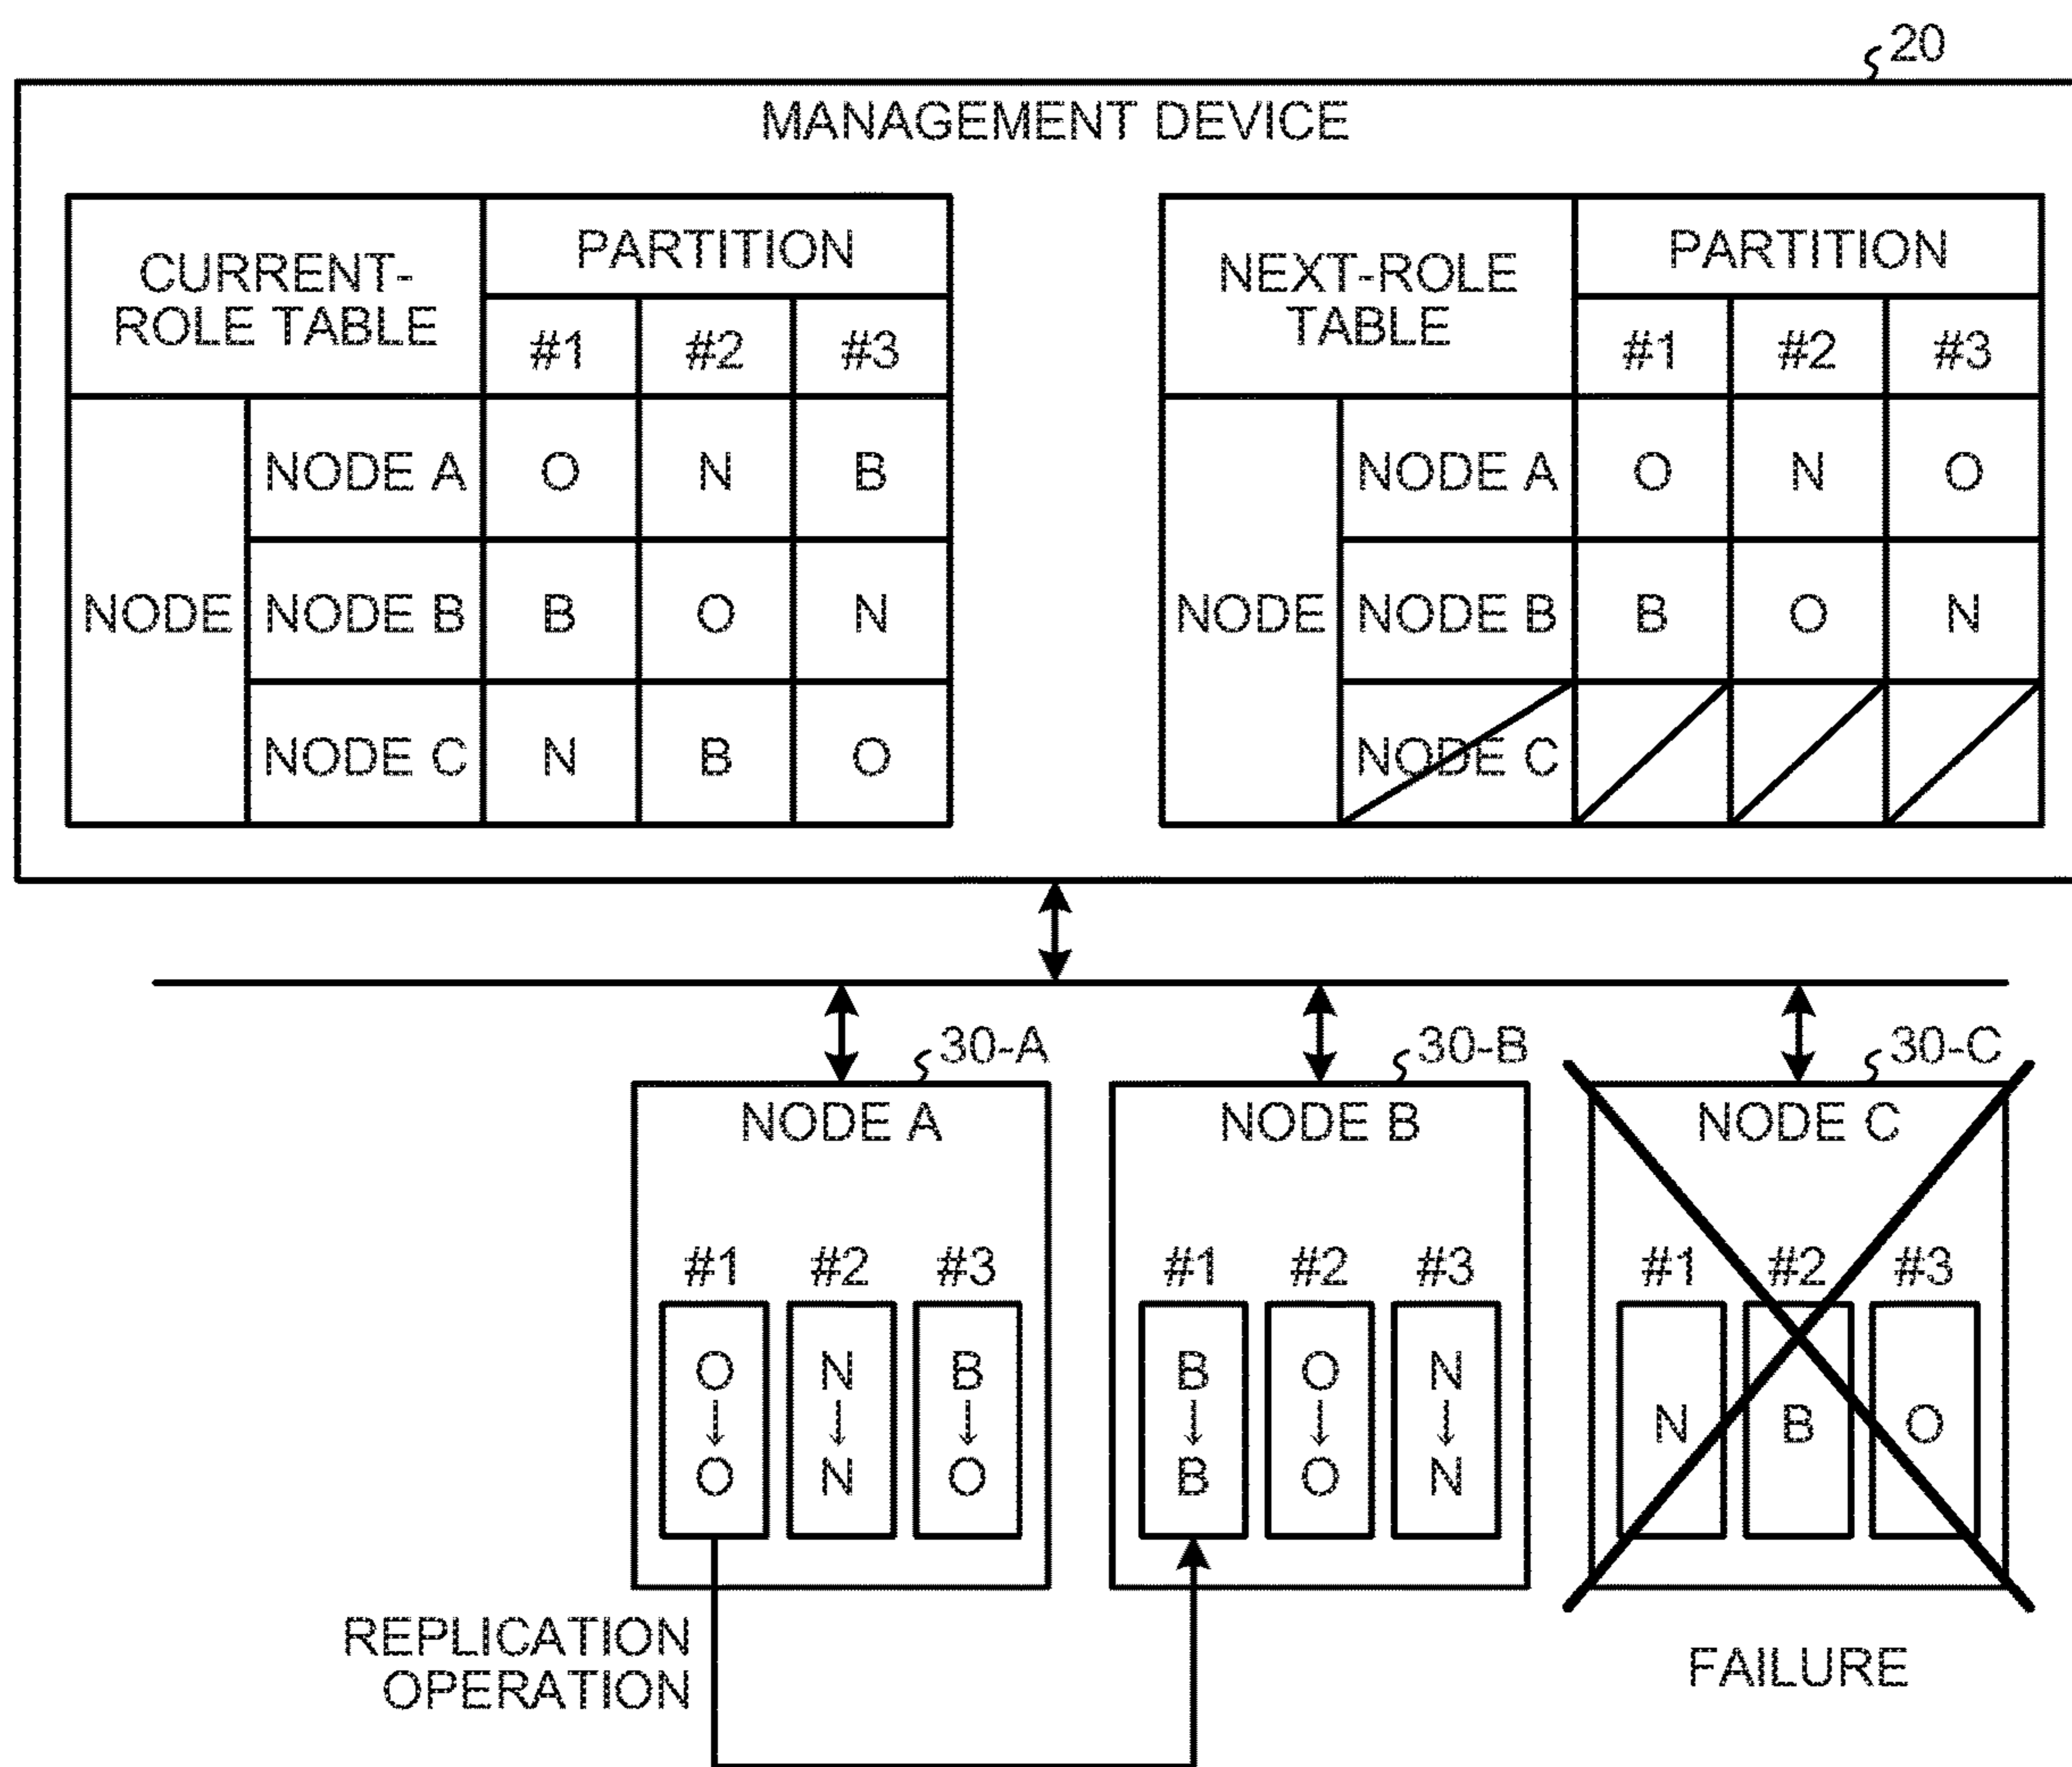 20
MANAGEMENT DEVICE
CURRENT-
ROLE TABLE
PARTITION
#1 #2 #3
NODE
NODE A O N B
NODE B B O N
NODE C N B O
NEXT-ROLE
TABLE
PARTITION
#1 #2 #3
NODE
NODE A O N O
NODE B B O N
NODE C
30-A
NODE A
#1 #2 #3
O N B
↓ ↓ ↓
O N O
30-B
NODE B
#1 #2 #3
B O N
↓ ↓ ↓
B O N
30-C
NODE C
#1 #2 #3
N B O
REPLICATION
OPERATION
FAILURE